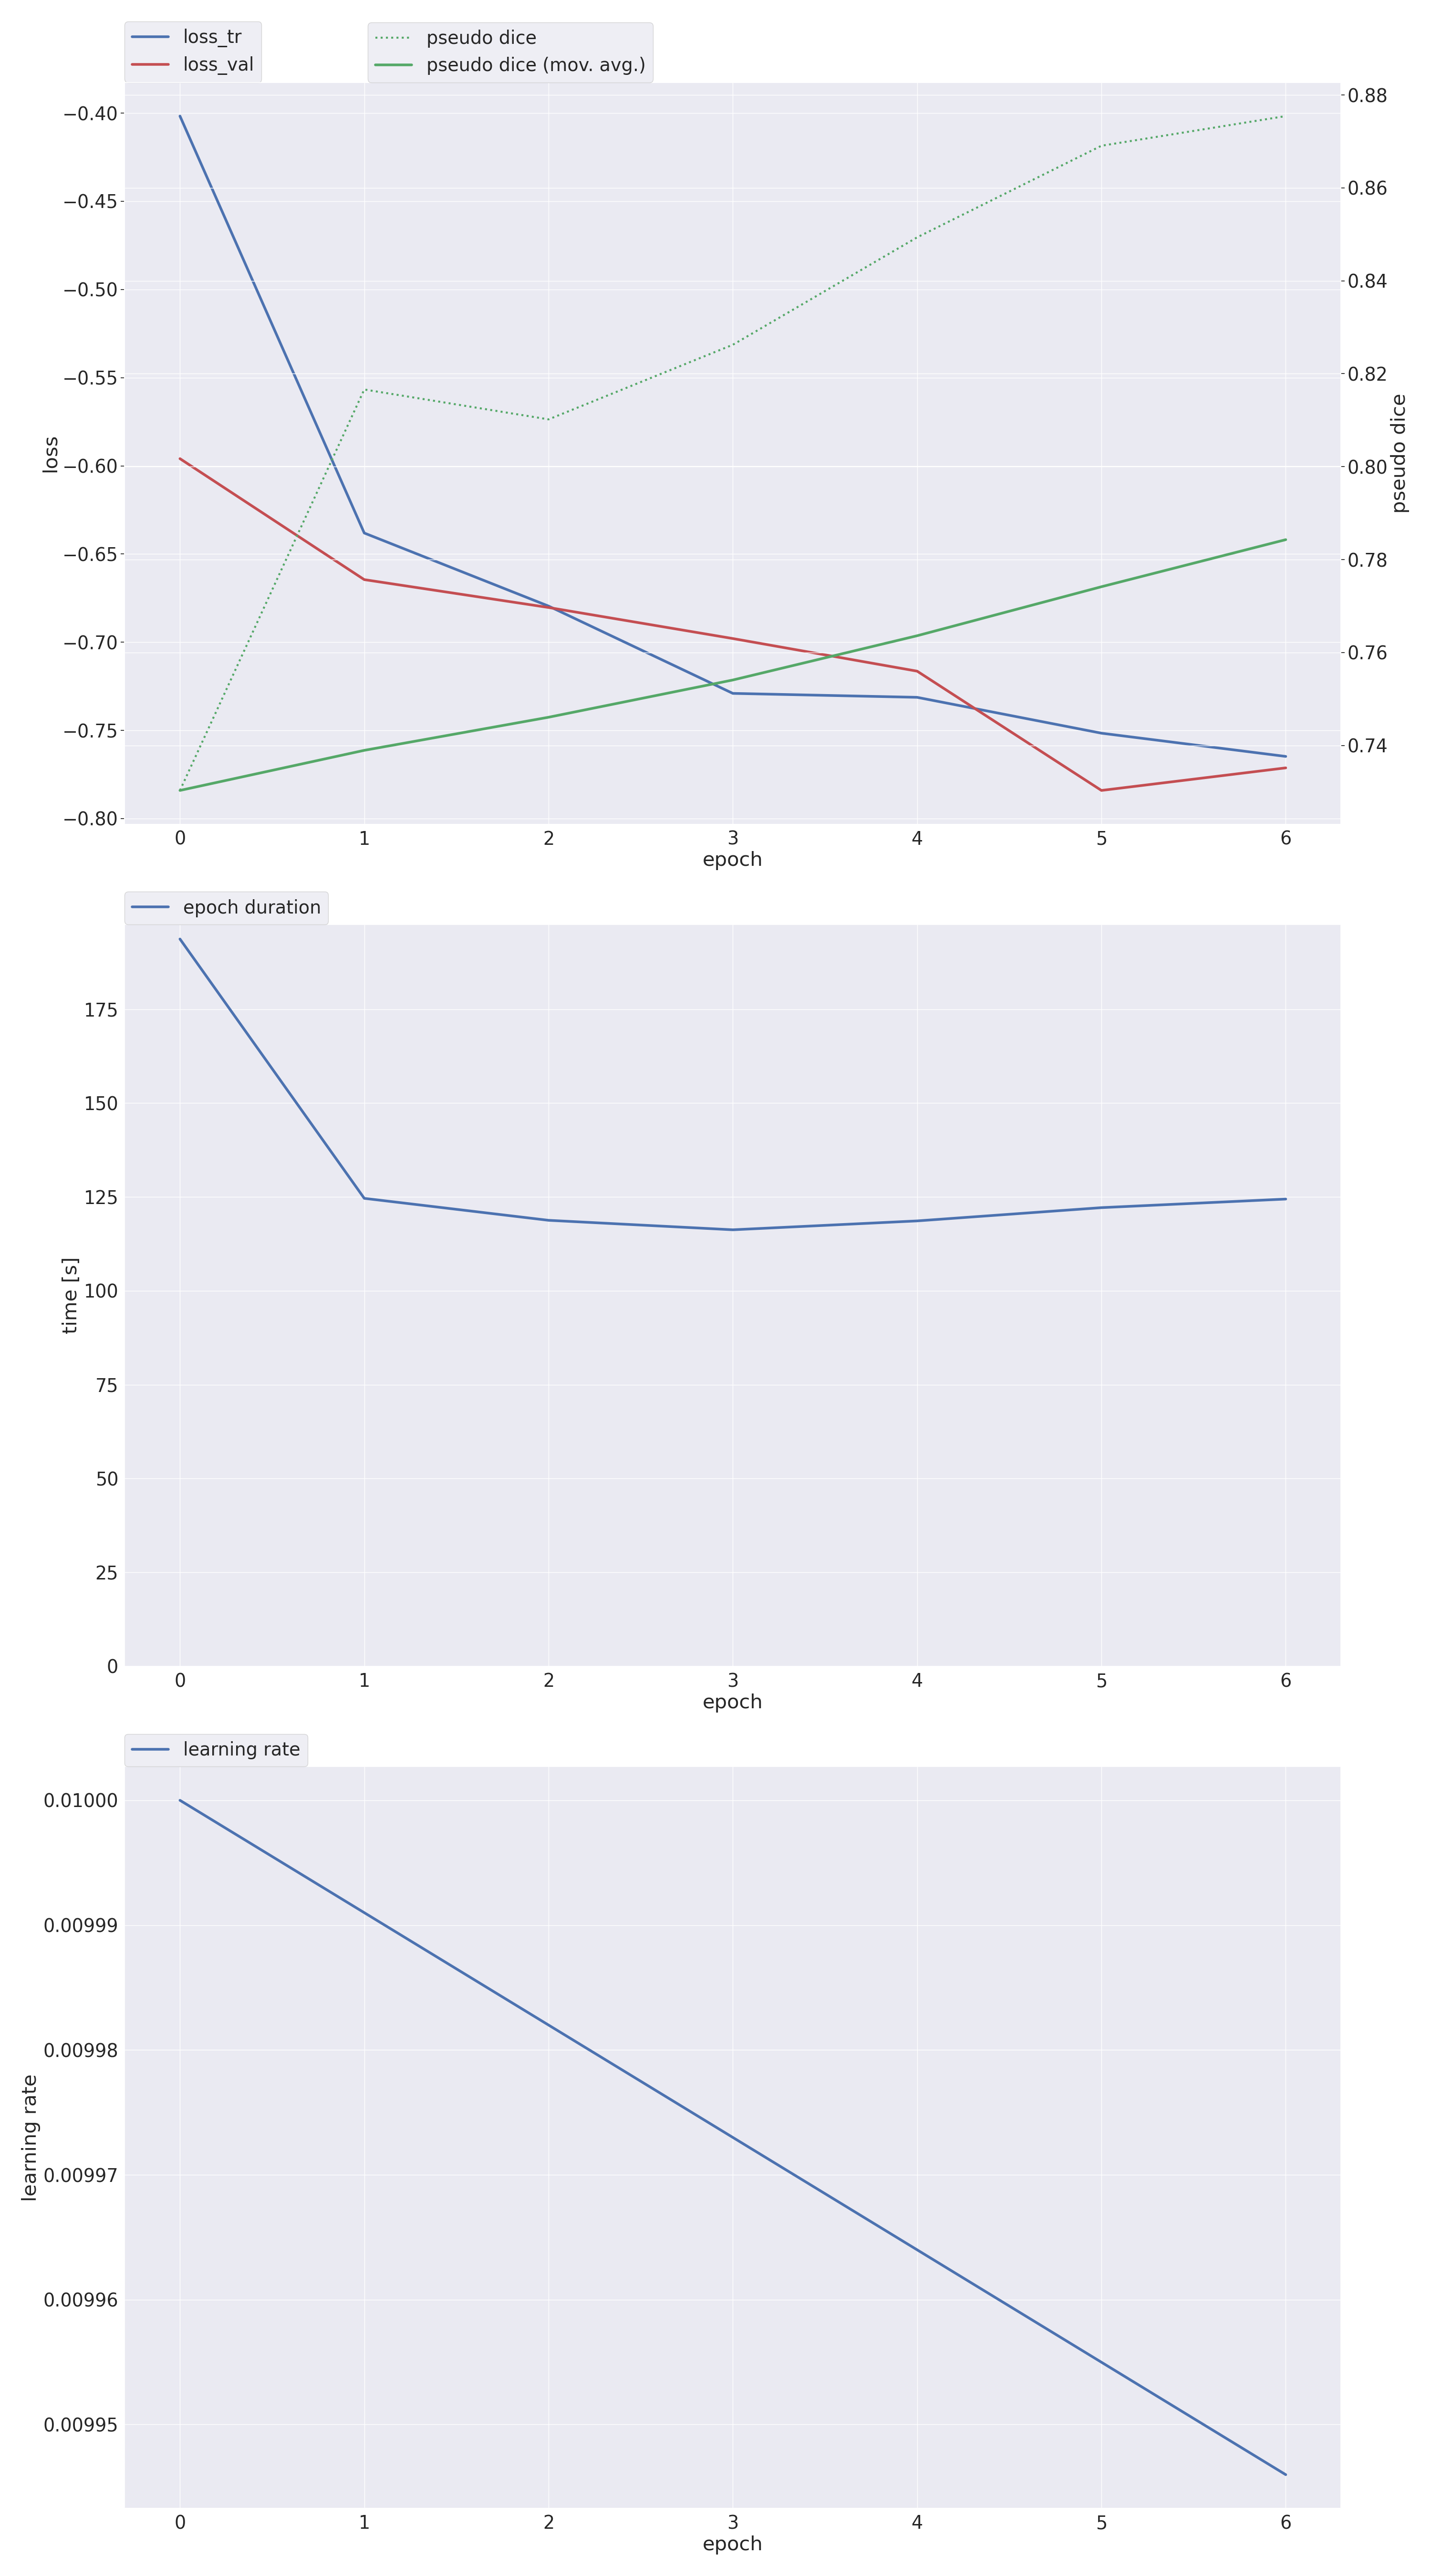 loss_tr
loss_val
pseudo dice
pseudo dice (mov. avg.)
−0.40
−0.45
−0.50
−0.55
−0.60
−0.65
−0.70
−0.75
−0.80
loss
0.88
0.86
0.84
0.82
0.80
0.78
0.76
0.74
pseudo dice
0 1 2 3 4 5 6
epoch
epoch duration
175
150
125
100
75
50
25
0
time [s]
0 1 2 3 4 5 6
epoch
learning rate
0.01000
0.00999
0.00998
0.00997
0.00996
0.00995
learning rate
0 1 2 3 4 5 6
epoch